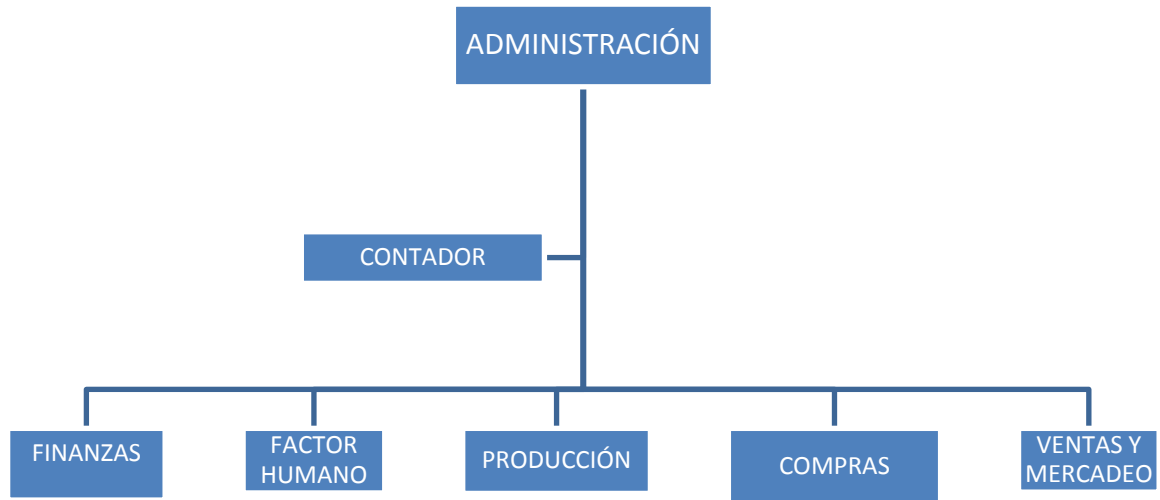 ADMINISTRACIÓN
CONTADOR
FINANZAS
FACTOR
HUMANO
PRODUCCIÓN
COMPRAS
VENTAS Y
MERCADEO